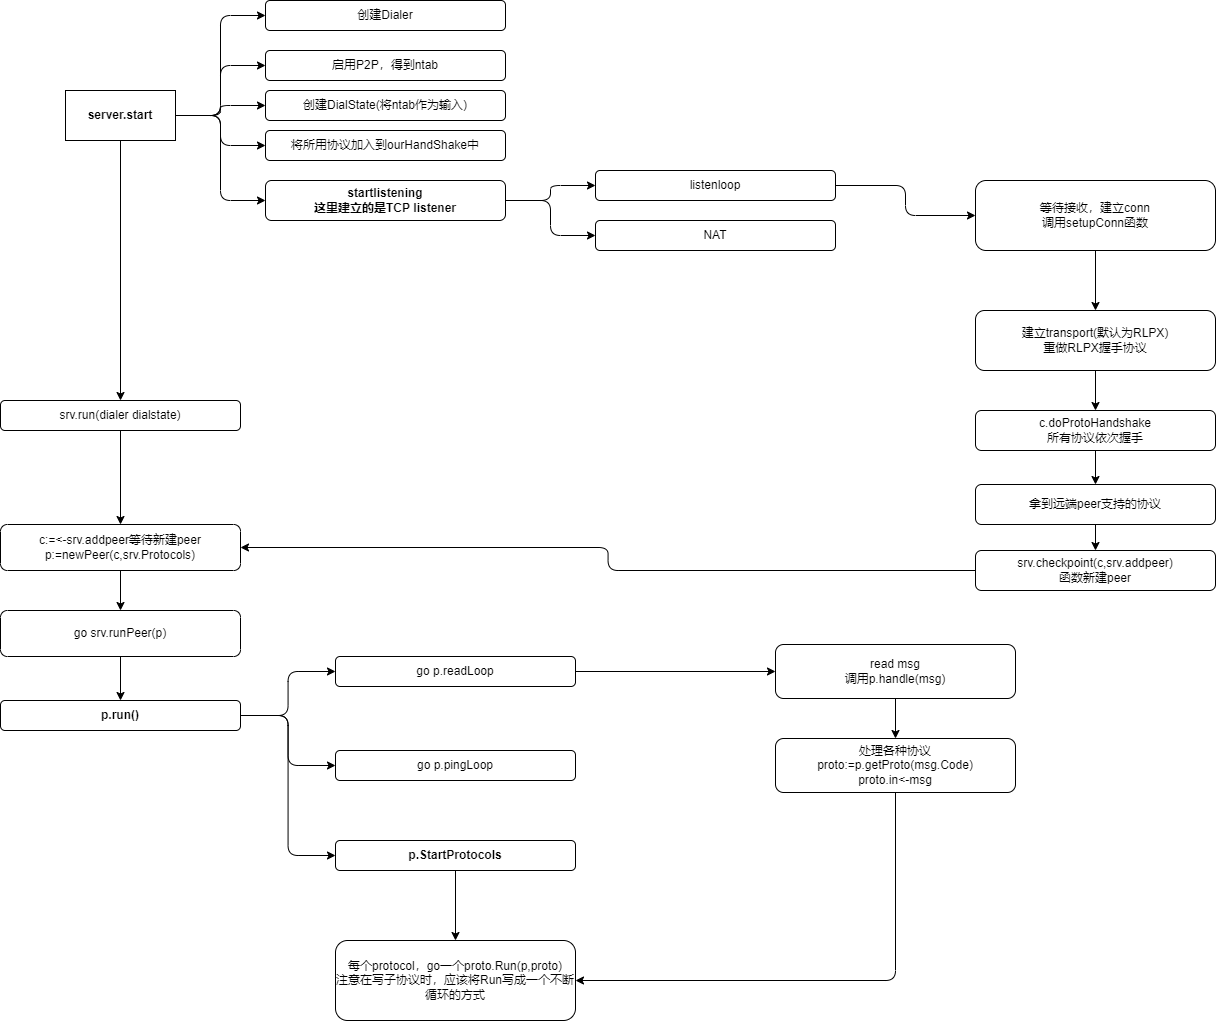 创建Dialer
启用P2P，得到ntab
server.start
创建DialState(将ntab作为输入)
将所用协议加入到ourHandShake中
startlistening
这里建立的是TCP listener
listenloop
NAT
等待接收，建立conn
调用setupConn函数
建立transport(默认为RLPX)
重做RLPX握手协议
srv.run(dialer dialstate)
c.doProtoHandshake
所有协议依次握手
拿到远端peer支持的协议
c:=<-srv.addpeer等待新建peer
p:=newPeer(c,srv.Protocols)
srv.checkpoint(c,srv.addpeer)
函数新建peer
go srv.runPeer(p)
p.run()
go p.readLoop
read msg
调用p.handle(msg)
go p.pingLoop
处理各种协议
proto:=p.getProto(msg.Code)
proto.in<-msg
p.StartProtocols
每个protocol，go一个proto.Run(p,proto)
注意在写子协议时，应该将Run写成一个不断
循环的方式